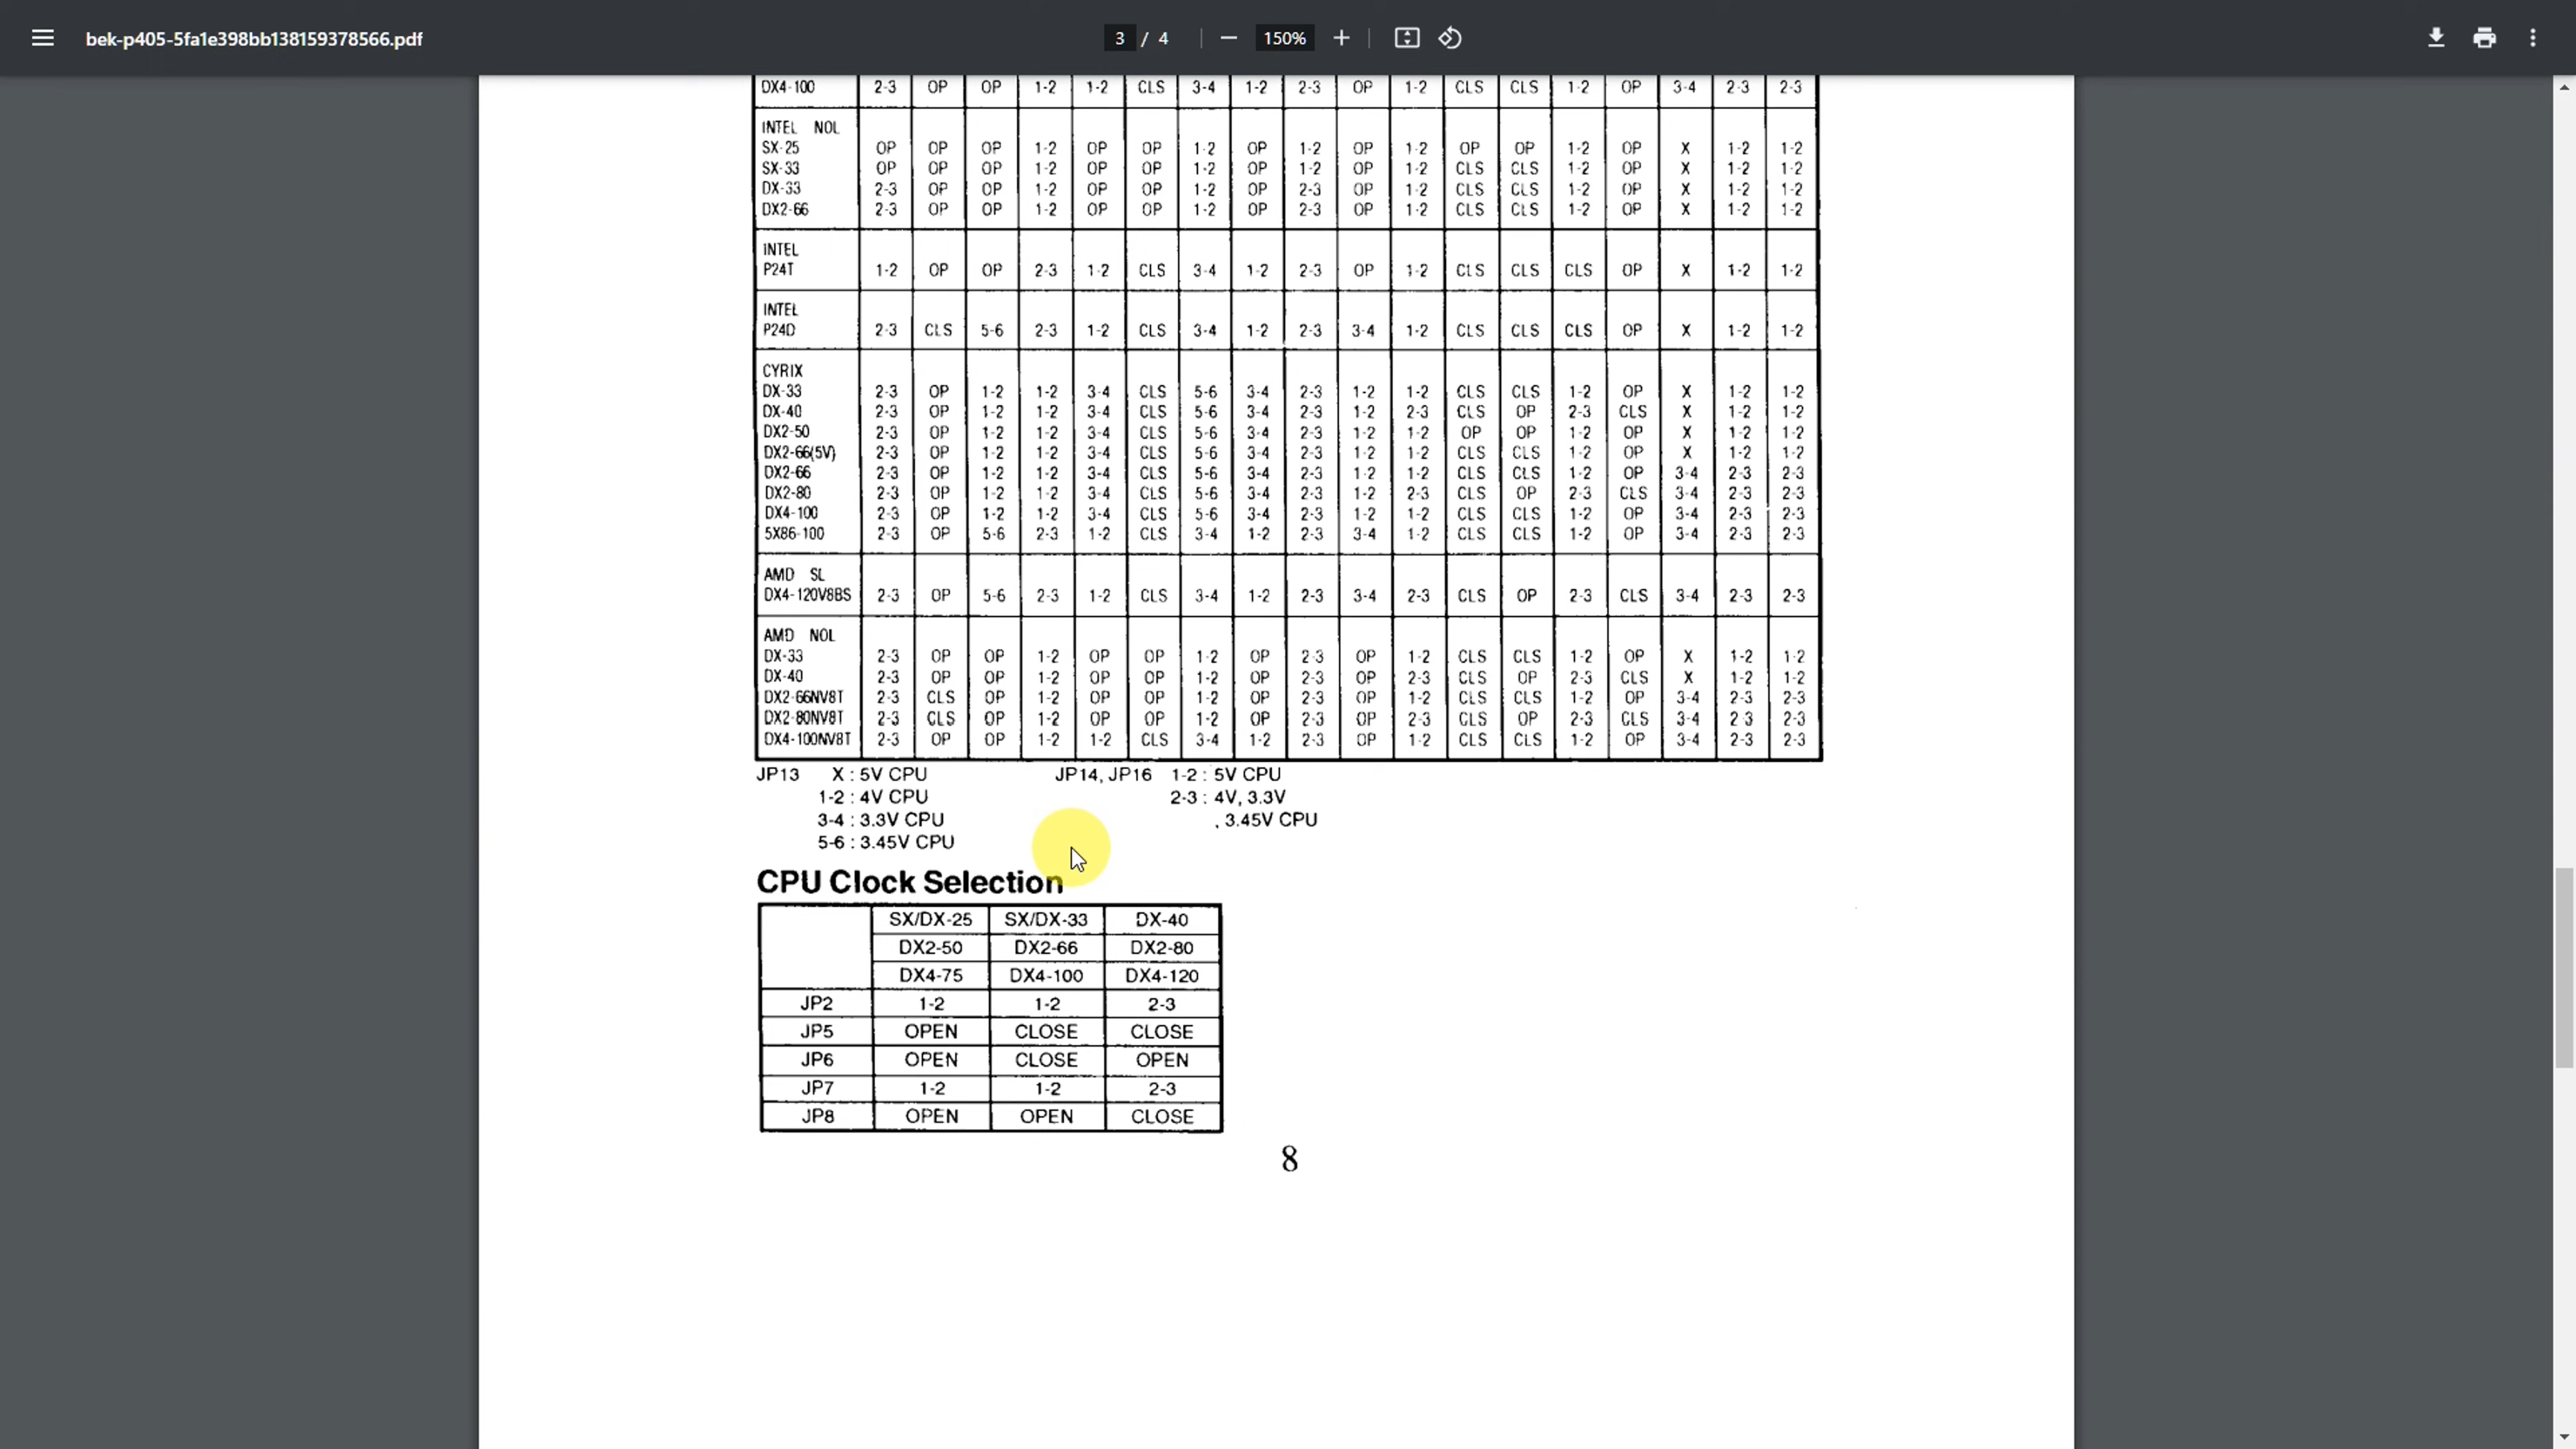 bek-p405-5fa1e398bb138159378566.pdf 3 / 4 150%
DX4-100 2-3 OP OP 1-2 1-2 CLS 3-4 1-2 2-3 OP 1-2 CLS CLS 1-2 OP 3-4 2-3 2-3
INTEL NOL
SX-25 OP OP OP 1-2 OP OP 1-2 OP 1-2 OP 1-2 OP OP 1-2 OP X 1-2 1-2
SX-33 OP OP OP 1-2 OP OP 1-2 OP 1-2 OP 1-2 CLS CLS 1-2 OP X 1-2 1-2
DX-33 2-3 OP OP 1-2 OP OP 1-2 OP 2-3 OP 1-2 CLS CLS 1-2 OP X 1-2 1-2
DX2-66 2-3 OP OP 1-2 OP OP 1-2 OP 2-3 OP 1-2 CLS CLS 1-2 OP X 1-2 1-2
INTEL
P24T 1-2 OP OP 2-3 1-2 CLS 3-4 1-2 2-3 OP 1-2 CLS CLS CLS OP X 1-2 1-2
INTEL
P24D 2-3 CLS 5-6 2-3 1-2 CLS 3-4 1-2 2-3 3-4 1-2 CLS CLS CLS OP X 1-2 1-2
CYRIX
DX-33 2-3 OP 1-2 1-2 3-4 CLS 5-6 3-4 2-3 1-2 1-2 CLS CLS 1-2 OP X 1-2 1-2
DX-40 2-3 OP 1-2 1-2 3-4 CLS 5-6 3-4 2-3 1-2 2-3 CLS OP 2-3 CLS X 1-2 1-2
DX2-50 2-3 OP 1-2 1-2 3-4 CLS 5-6 3-4 2-3 1-2 1-2 OP OP 1-2 OP X 1-2 1-2
DX2-66(5V) 2-3 OP 1-2 1-2 3-4 CLS 5-6 3-4 2-3 1-2 1-2 CLS CLS 1-2 OP X 1-2 1-2
DX2-66 2-3 OP 1-2 1-2 3-4 CLS 5-6 3-4 2-3 1-2 1-2 CLS CLS 1-2 OP 3-4 2-3 2-3
DX2-80 2-3 OP 1-2 1-2 3-4 CLS 5-6 3-4 2-3 1-2 2-3 CLS OP 2-3 CLS 3-4 2-3 2-3
DX4-100 2-3 OP 1-2 1-2 3-4 CLS 5-6 3-4 2-3 1-2 1-2 CLS CLS 1-2 OP 3-4 2-3 2-3
5X86-100 2-3 OP 5-6 2-3 1-2 CLS 3-4 1-2 2-3 3-4 1-2 CLS CLS 1-2 OP 3-4 2-3 2-3
AMD SL
DX4-120V8BS 2-3 OP 5-6 2-3 1-2 CLS 3-4 1-2 2-3 3-4 2-3 CLS OP 2-3 CLS 3-4 2-3 2-3
AMD NOL
DX-33 2-3 OP OP 1-2 OP OP 1-2 OP 2-3 OP 1-2 CLS CLS 1-2 OP X 1-2 1-2
DX-40 2-3 OP OP 1-2 OP OP 1-2 OP 2-3 OP 2-3 CLS OP 2-3 CLS X 1-2 1-2
DX2-66NV8T 2-3 CLS OP 1-2 OP OP 1-2 OP 2-3 OP 1-2 CLS CLS 1-2 OP 3-4 2-3 2-3
DX2-80NV8T 2-3 CLS OP 1-2 OP OP 1-2 OP 2-3 OP 2-3 CLS OP 2-3 CLS 3-4 2 3 2-3
DX4-100NV8T 2-3 OP OP 1-2 1-2 CLS 3-4 1-2 2-3 OP 1-2 CLS CLS 1-2 OP 3-4 2-3 2-3
JP13 X : 5V CPU JP14, JP16 1-2 : 5V CPU
1-2 : 4V CPU 2-3 : 4V, 3.3V
3-4 : 3.3V CPU , 3.45V CPU
5-6 : 3.45V CPU
CPU Clock Selection
SX/DX-25 SX/DX-33 DX-40
DX2-50 DX2-66 DX2-80
DX4-75 DX4-100 DX4-120
JP2 1-2 1-2 2-3
JP5 OPEN CLOSE CLOSE
JP6 OPEN CLOSE OPEN
JP7 1-2 1-2 2-3
JP8 OPEN OPEN CLOSE
8